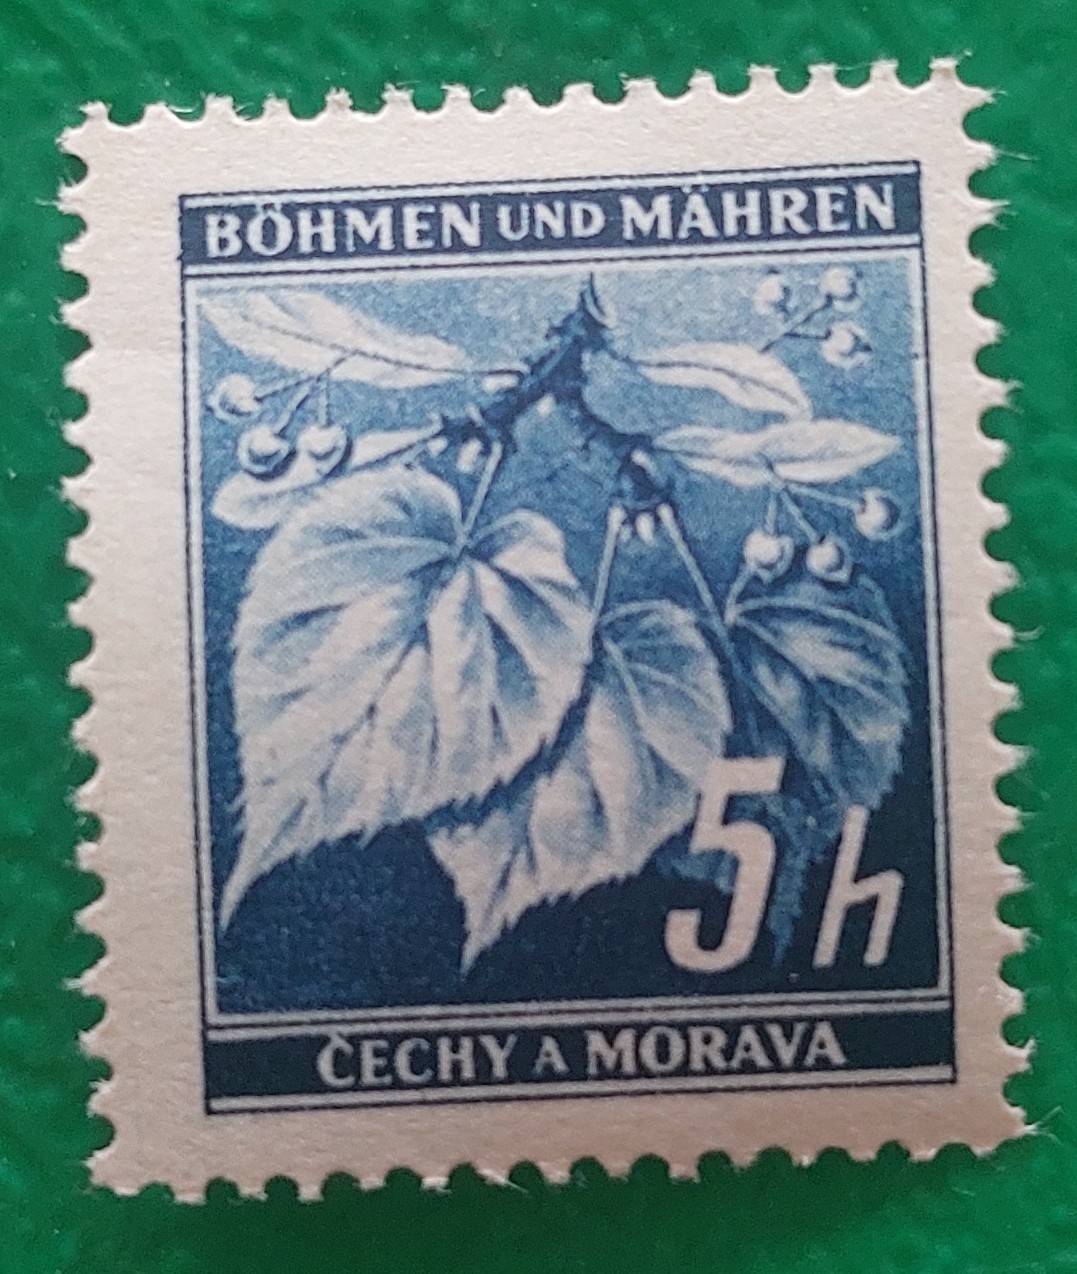 BÖHMEN UND MÄHREN
5 h
ČECHY A MORAVA